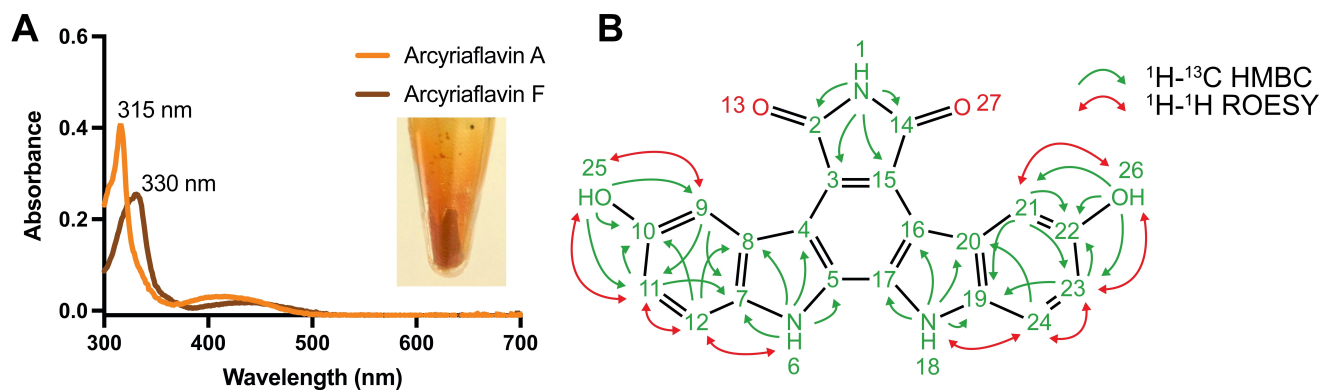 A
0.6
0.4
0.2
0.0
Absorbance
315 nm
330 nm
Arcyriaflavin A
Arcyriaflavin F
300
400
500
600
700
Wavelength (nm)
B
1
H
N
13 O
O 27
2
14
3
15
25
HO
26
OH
9
10
8
4
11
7
5
12
N
H
6
21
22
16
20
17
23
19
24
N
H
18
¹H-¹³C HMBC
¹H-¹H ROESY